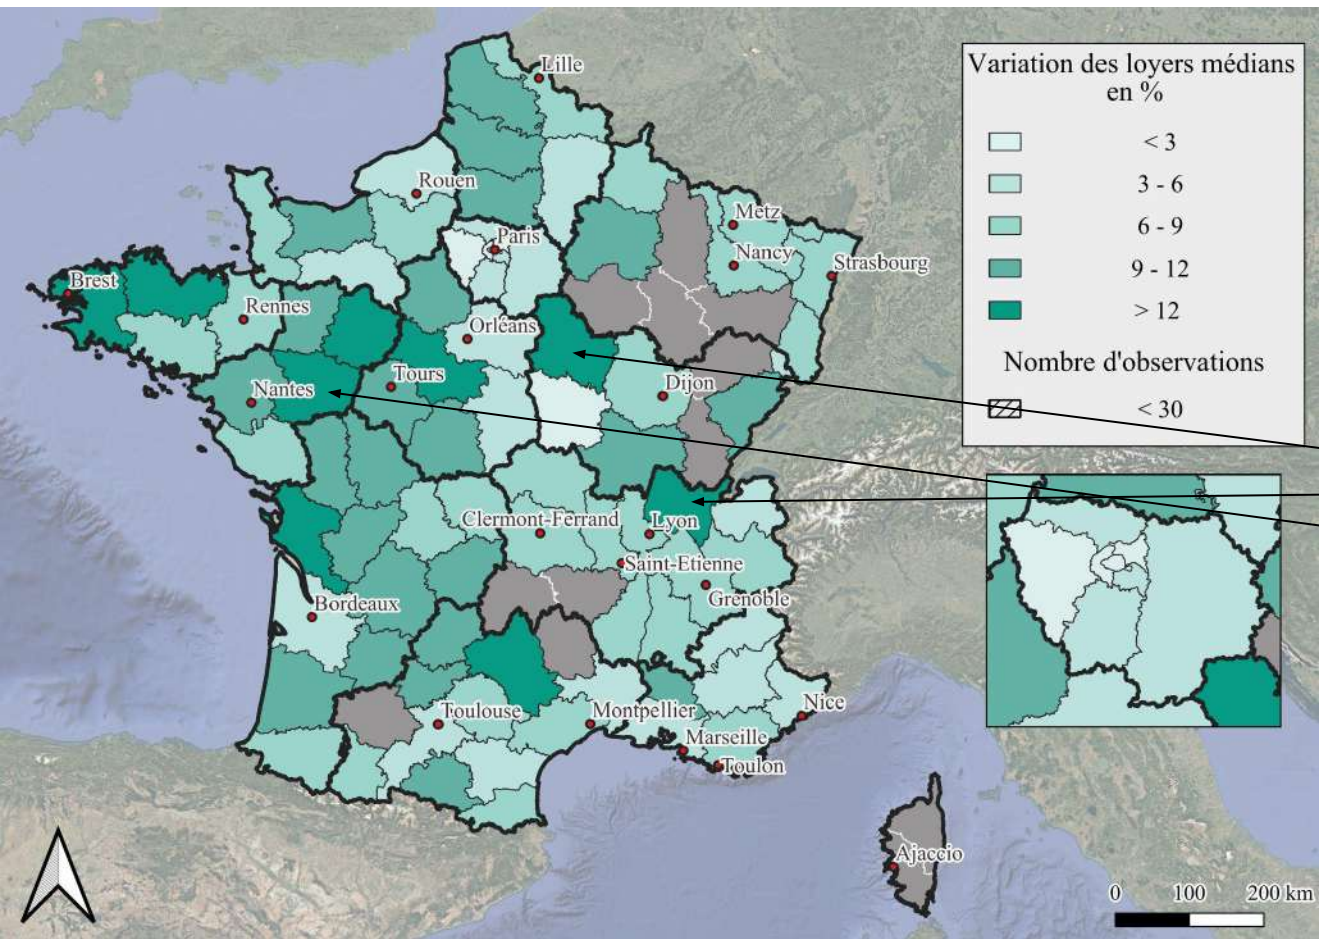 Variation des loyers médians
en %
< 3
3 - 6
6 - 9
9 - 12
> 12
Nombre d'observations
< 30
Lille
Rouen
Metz
Paris
Nancy
Strasbourg
Brest
Rennes
Orléans
Tours
Nantes
Dijon
Clermont-Ferrand
Lyon
Saint-Etienne
Grenoble
Bordeaux
Toulouse
Montpellier
Nice
Marseille
Toulon
Ajaccio
0 100 200 km